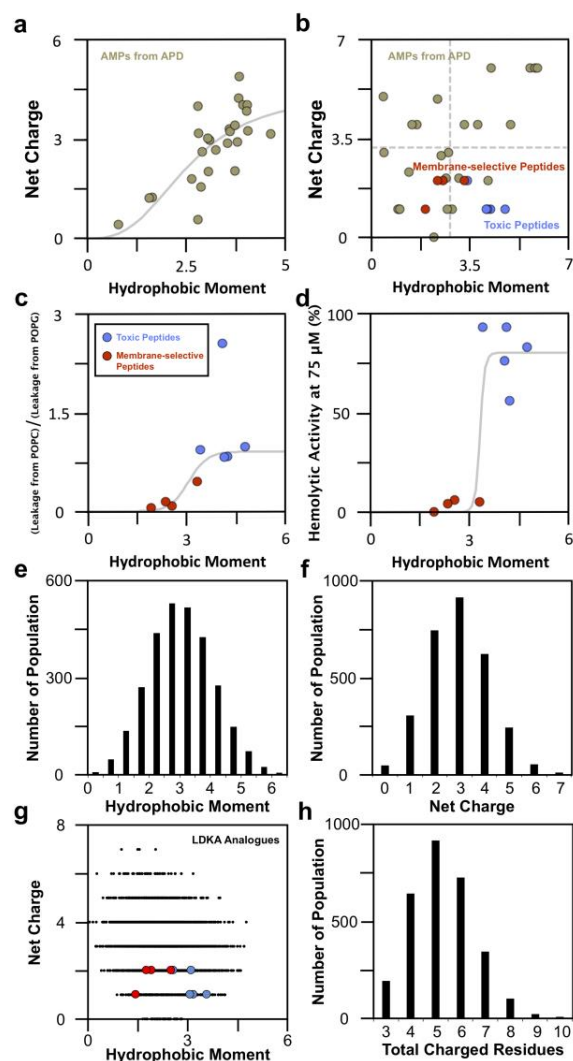 a
6
AMPs from APD
Net Charge
3
0
0
2.5
5
Hydrophobic Moment
b
7
AMPs from APD
Net Charge
3.5
Membrane-selective Peptides
Toxic Peptides
0
0
3.5
7
Hydrophobic Moment
c
3
Toxic Peptides
Membrane-selective
Peptides
(Leakage from POPC) / (Leakage from POPG)
1.5
0
0
3
6
Hydrophobic Moment
d
100
Hemolytic Activity at 75 μM (%)
50
0
0
3
6
Hydrophobic Moment
e
600
Number of Population
300
0
0 1 2 3 4 5 6
Hydrophobic Moment
f
1000
Number of Population
500
0
0 1 2 3 4 5 6 7
Net Charge
g
8
LDKA Analogues
Net Charge
4
0
0
3
6
Hydrophobic Moment
h
1000
Number of Population
500
0
3 4 5 6 7 8 9 10
Total Charged Residues